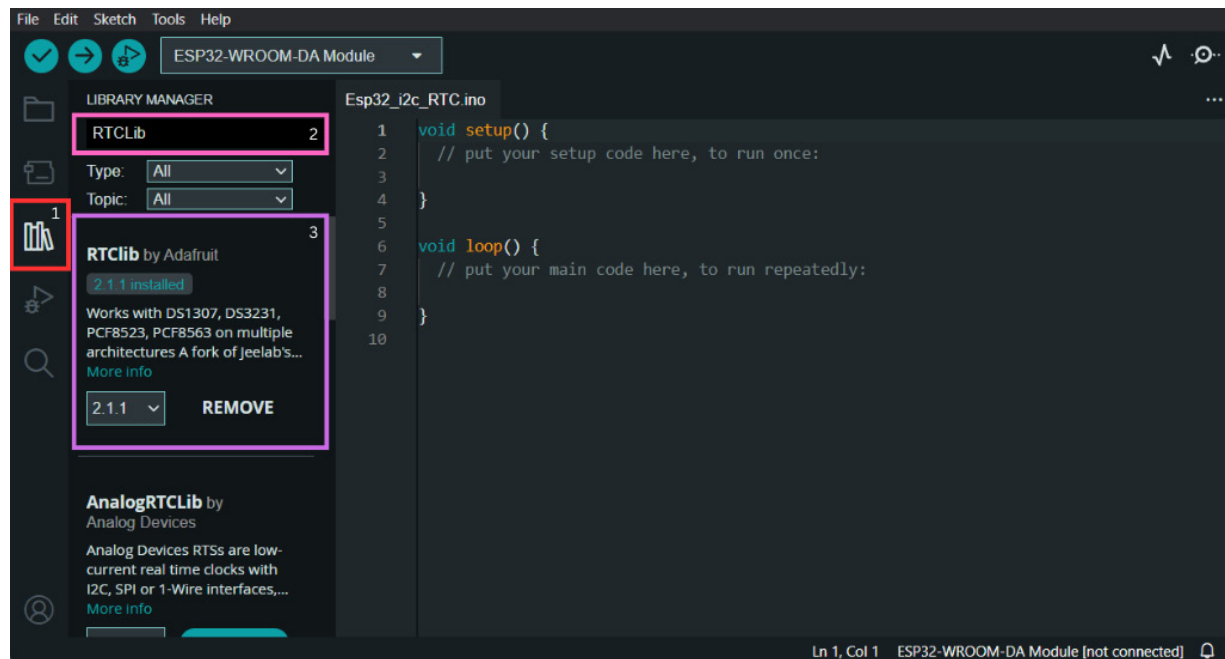 File Edit Sketch Tools Help
ESP32-WROOM-DA Module
LIBRARY MANAGER
RTCLib 2
Type: All
Topic: All
1
3
RTClib by Adafruit
2.1.1 installed
Works with DS1307, DS3231,
PCF8523, PCF8563 on multiple
architectures A fork of Jeelab's...
More info
2.1.1 REMOVE
AnalogRTCLib by
Analog Devices
Analog Devices RTSs are low-
current real time clocks with
I2C, SPI or 1-Wire interfaces,...
More info
Esp32_i2c_RTC.ino
1 void setup() {
2 // put your setup code here, to run once:
3
4 }
5
6 void loop() {
7 // put your main code here, to run repeatedly:
8
9 }
10
Ln 1, Col 1 ESP32-WROOM-DA Module [not connected]